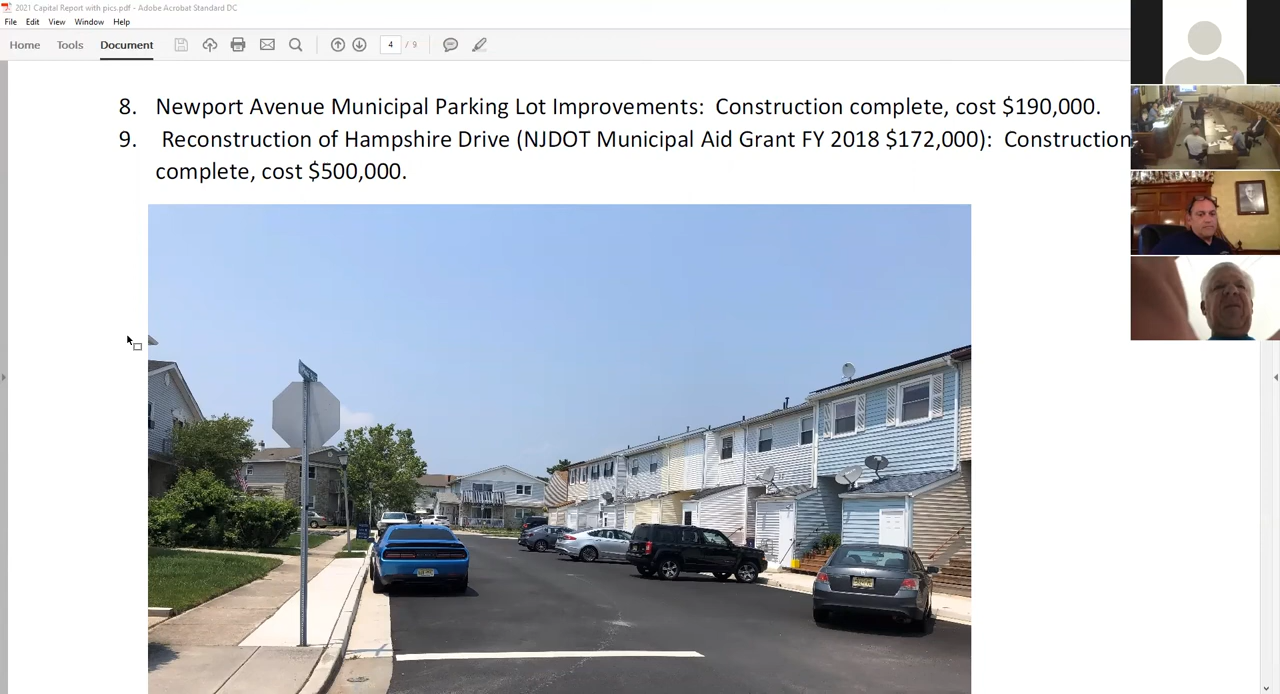 2021 Capital Report with pics.pdf - Adobe Acrobat Standard DC
File Edit View Window Help
Home Tools Document 4 / 9
8. Newport Avenue Municipal Parking Lot Improvements: Construction complete, cost $190,000.
9. Reconstruction of Hampshire Drive (NJDOT Municipal Aid Grant FY 2018 $172,000): Construction
complete, cost $500,000.